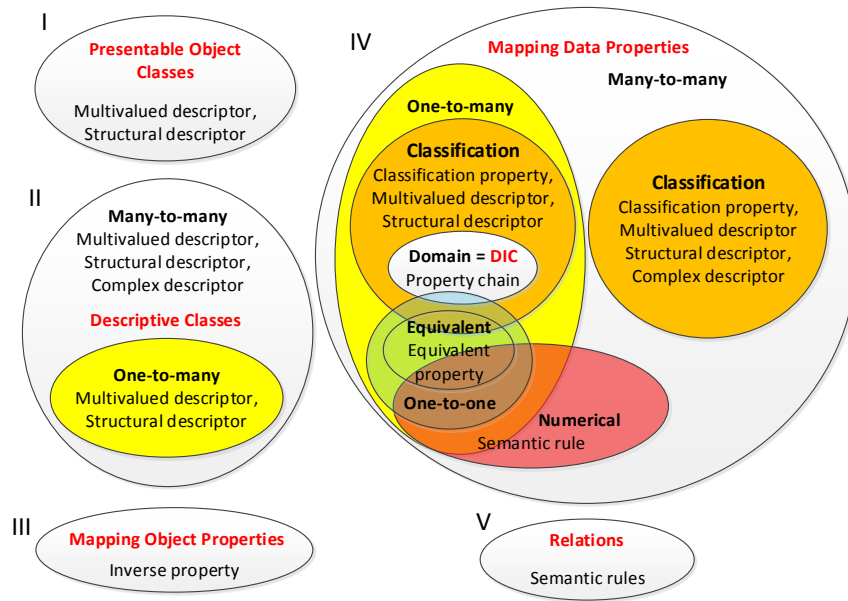 I
Presentable Object
Classes
Multivalued descriptor,
Structural descriptor
II
Many-to-many
Multivalued descriptor,
Structural descriptor,
Complex descriptor
Descriptive Classes
One-to-many
Multivalued descriptor,
Structural descriptor
III
Mapping Object Properties
Inverse property
IV
Mapping Data Properties
Many-to-many
One-to-many
Classification
Classification property,
Multivalued descriptor,
Structural descriptor
Domain = DIC
Property chain
Equivalent
Equivalent
property
One-to-one
Numerical
Semantic rule
Classification
Classification property,
Multivalued descriptor
Structural descriptor,
Complex descriptor
V
Relations
Semantic rules